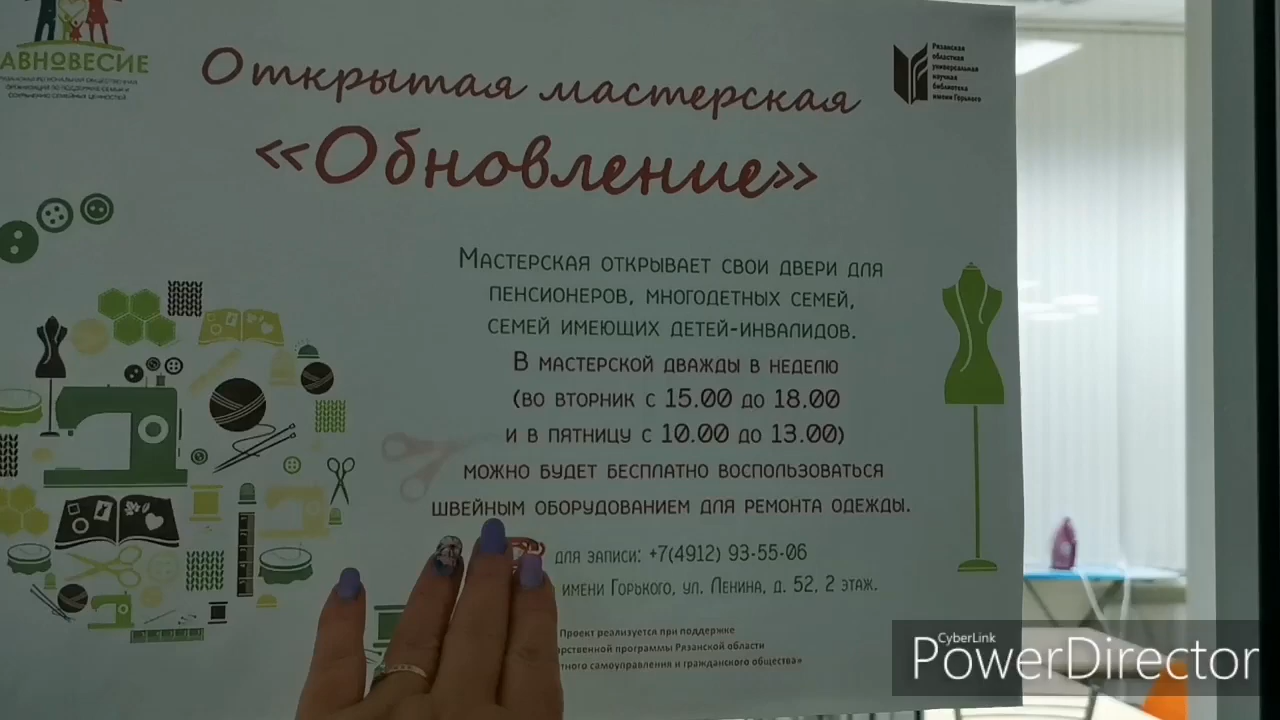 АВНОВЕСИЕ
Рязанская
областная
универсальная
научная
библиотека
имени Горького
Открытая мастерская
«Обновление»
Мастерская открывает свои двери для
пенсионеров, многодетных семей,
семей имеющих детей-инвалидов.
В мастерской дважды в неделю
(во вторник с 15.00 до 18.00
и в пятницу с 10.00 до 13.00)
можно будет бесплатно воспользоваться
швейным оборудованием для ремонта одежды.
для записи: +7(4912) 93-55-06
имени Горького, ул. Ленина, д. 52, 2 этаж.
Проект реализуется при поддержке
арственной программы Рязанской области
тного самоуправления и гражданского общества»
CyberLink
PowerDirector